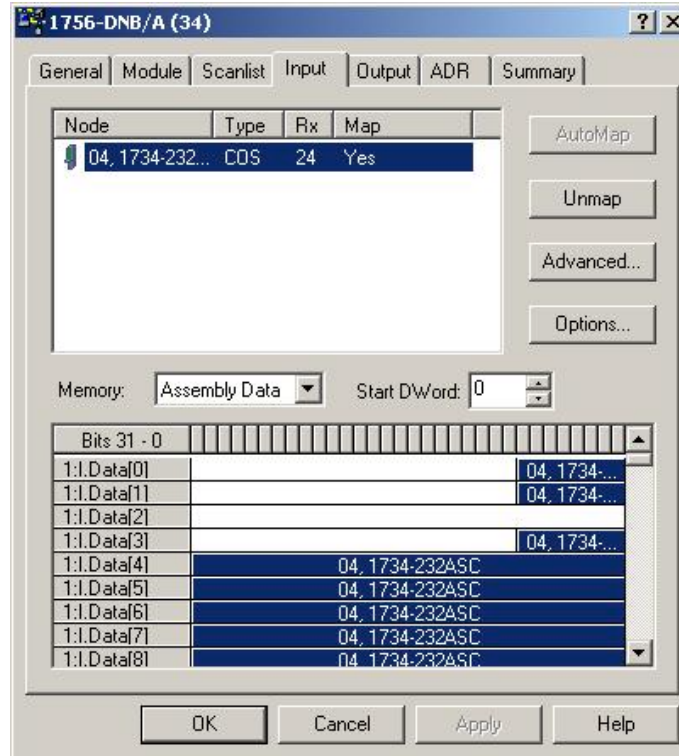 1756-DNB/A (34)
General Module Scanlist Input Output ADR Summary
Node Type Rx Map
04, 1734-232... COS 24 Yes
AutoMap
Unmap
Advanced...
Options...
Memory: Assembly Data Start DWord: 0
Bits 31 - 0
1:I.Data[0] 04, 1734-...
1:I.Data[1] 04, 1734-...
1:I.Data[2]
1:I.Data[3] 04, 1734-...
1:I.Data[4] 04, 1734-232ASC
1:I.Data[5] 04, 1734-232ASC
1:I.Data[6] 04, 1734-232ASC
1:I.Data[7] 04, 1734-232ASC
1:I.Data[8] 04, 1734-232ASC
OK Cancel Apply Help